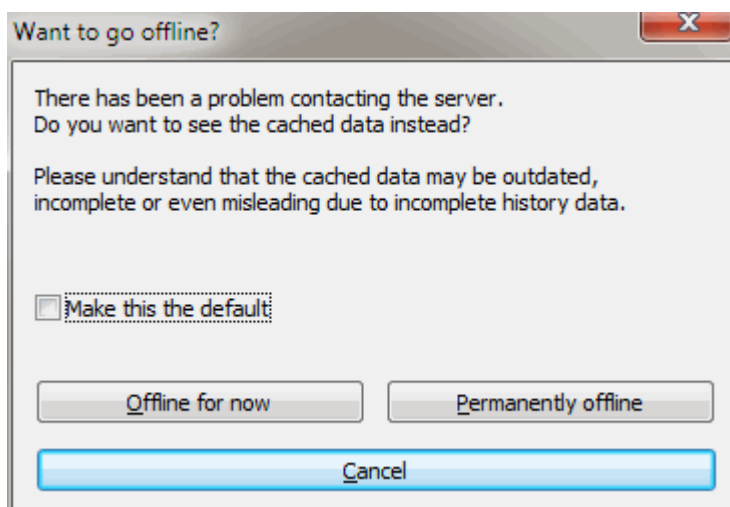 Want to go offline?
There has been a problem contacting the server.
Do you want to see the cached data instead?
Please understand that the cached data may be outdated,
incomplete or even misleading due to incomplete history data.
Make this the default
Offline for now
Permanently offline
Cancel